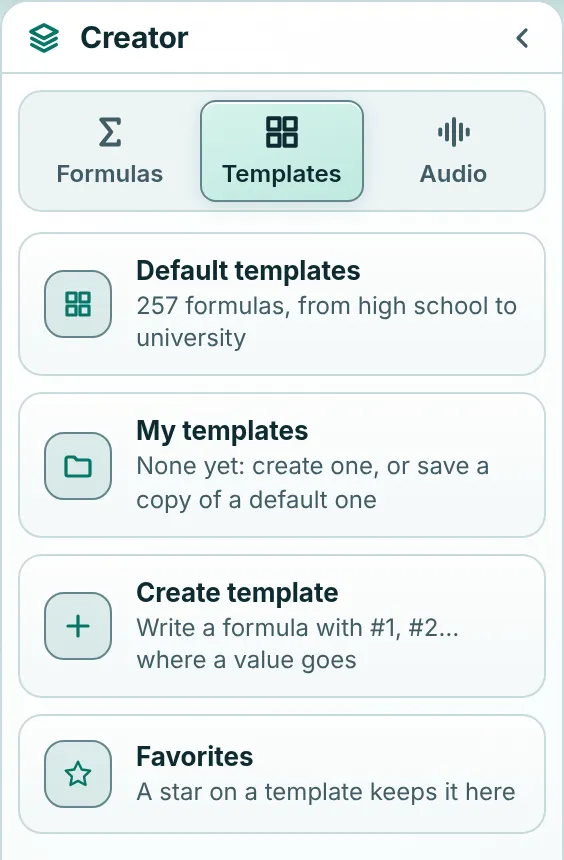 Creator
Formulas
Templates
Audio
Default templates
257 formulas, from high school to
university
My templates
None yet: create one, or save a
copy of a default one
Create template
Write a formula with #1, #2...
where a value goes
Favorites
A star on a template keeps it here